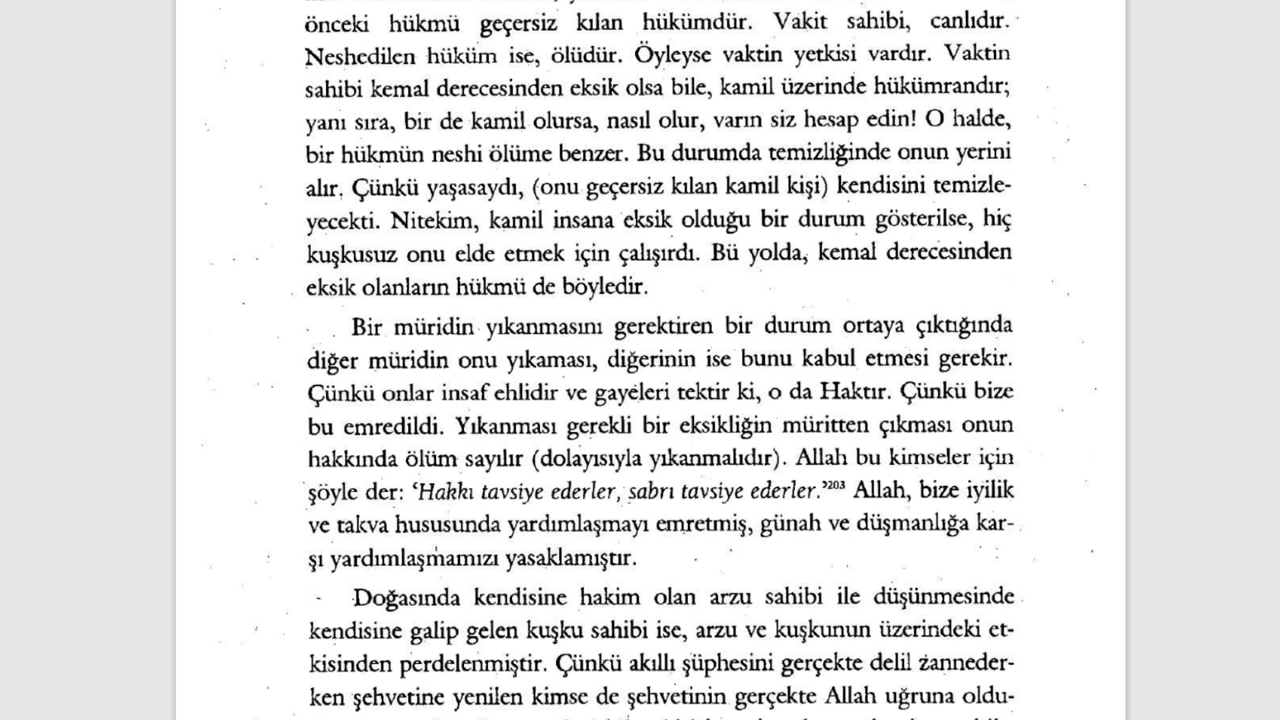 önceki hükmü geçersiz kılan hükümdür. Vakit sahibi, canlıdır.
Neshedilen hüküm ise, ölüdür. Öyleyse vaktin yetkisi vardır. Vaktin
sahibi kemal derecesinden eksik olsa bile, kamil üzerinde hükümrandır;
yanı sıra, bir de kamil olursa, nasıl olur, varın siz hesap edin! O halde,
bir hükmün neshi ölüme benzer. Bu durumda temizliğinde onun yerini
alır. Çünkü yaşasaydı, (onu geçersiz kılan kamil kişi) kendisini temizle-
yecekti. Nitekim, kamil insana eksik olduğu bir durum gösterilse, hiç
kuşkusuz onu elde etmek için çalışırdı. Bü yolda, kemal derecesinden
eksik olanların hükmü de böyledir.
Bir müridin yıkanmasını gerektiren bir durum ortaya çıktığında
diğer müridin onu yıkaması, diğerinin ise bunu kabul etmesi gerekir.
Çünkü onlar insaf ehlidir ve gayeleri tektir ki, o da Haktır. Çünkü bize
bu emredildi. Yıkanması gerekli bir eksikliğin müritten çıkması onun
hakkında ölüm sayılır (dolayısıyla yıkanmalıdır). Allah bu kimseler için
şöyle der: ‘Hakkı tavsiye ederler, sabrı tavsiye ederler.’203 Allah, bize iyilik
ve takva hususunda yardımlaşmayı emretmiş, günah ve düşmanlığa kar-
şı yardımlaşmamızı yasaklamıştır.
Doğasında kendisine hakim olan arzu sahibi ile düşünmesinde
kendisine galip gelen kuşku sahibi ise, arzu ve kuşkunun üzerindeki et-
kisinden perdelenmiştir. Çünkü akıllı şüphesini gerçekte delil zanneder-
ken şehvetine yenilen kimse de şehvetinin gerçekte Allah uğruna oldu-